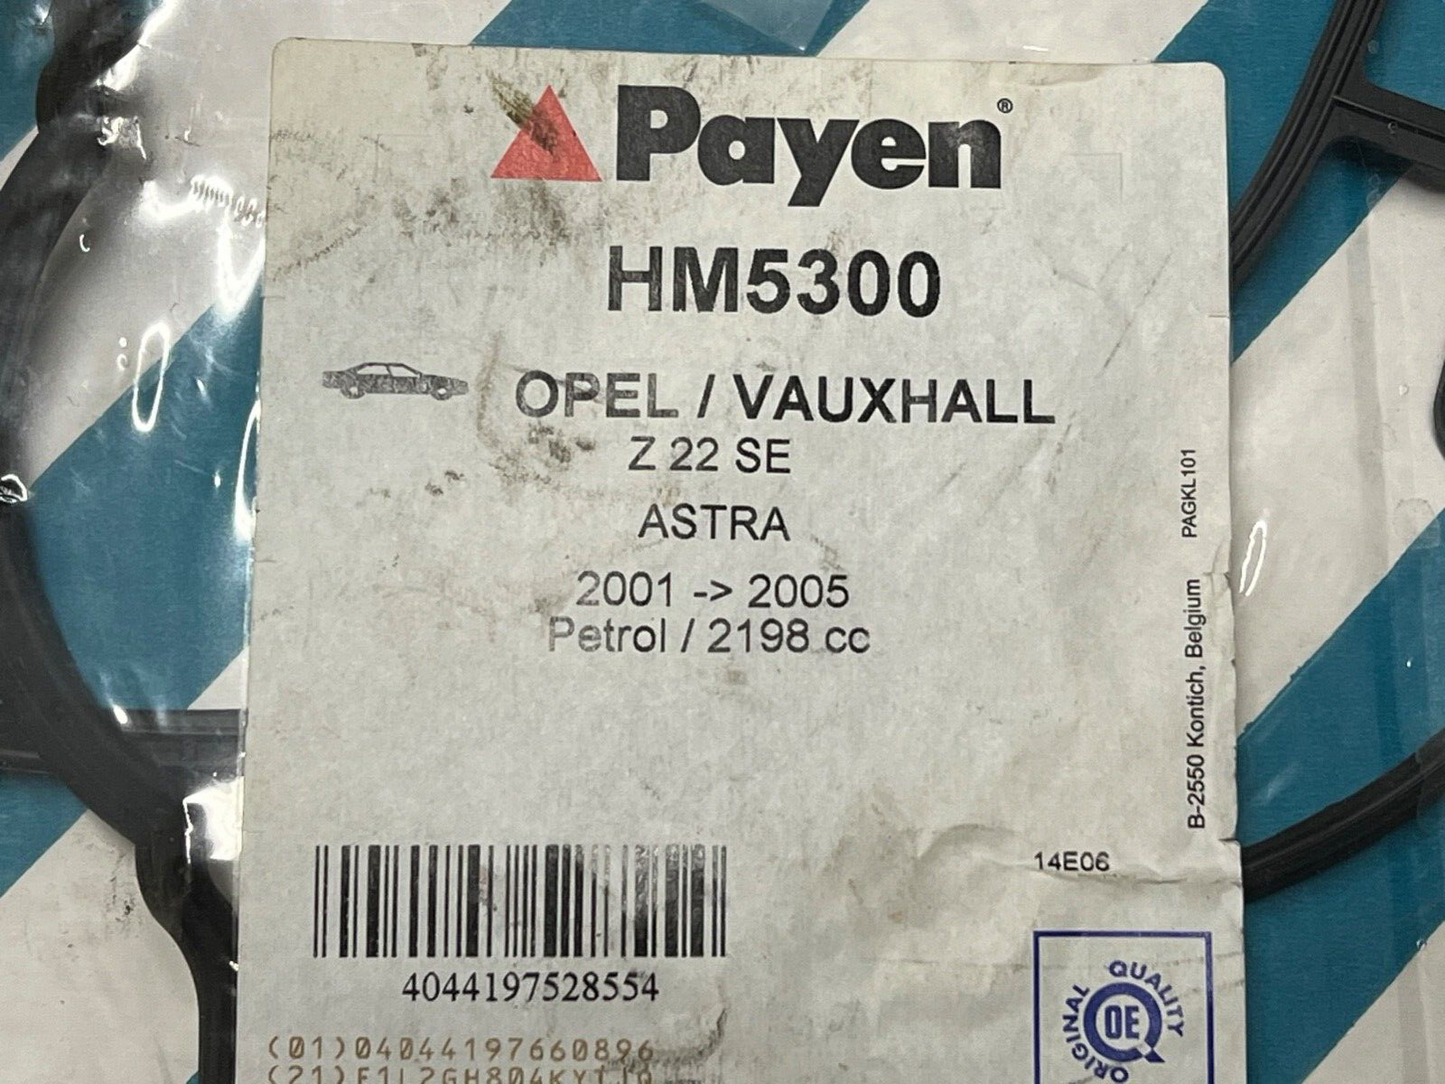 Payen®
HM5300
OPEL / VAUXHALL
Z 22 SE
ASTRA
2001 -> 2005
Petrol / 2198 cc
B-2550 Kontich, Belgium PAGKL101
14E06
4044197528554
(01)04044197660896
ORIGINAL QUALITY
OE